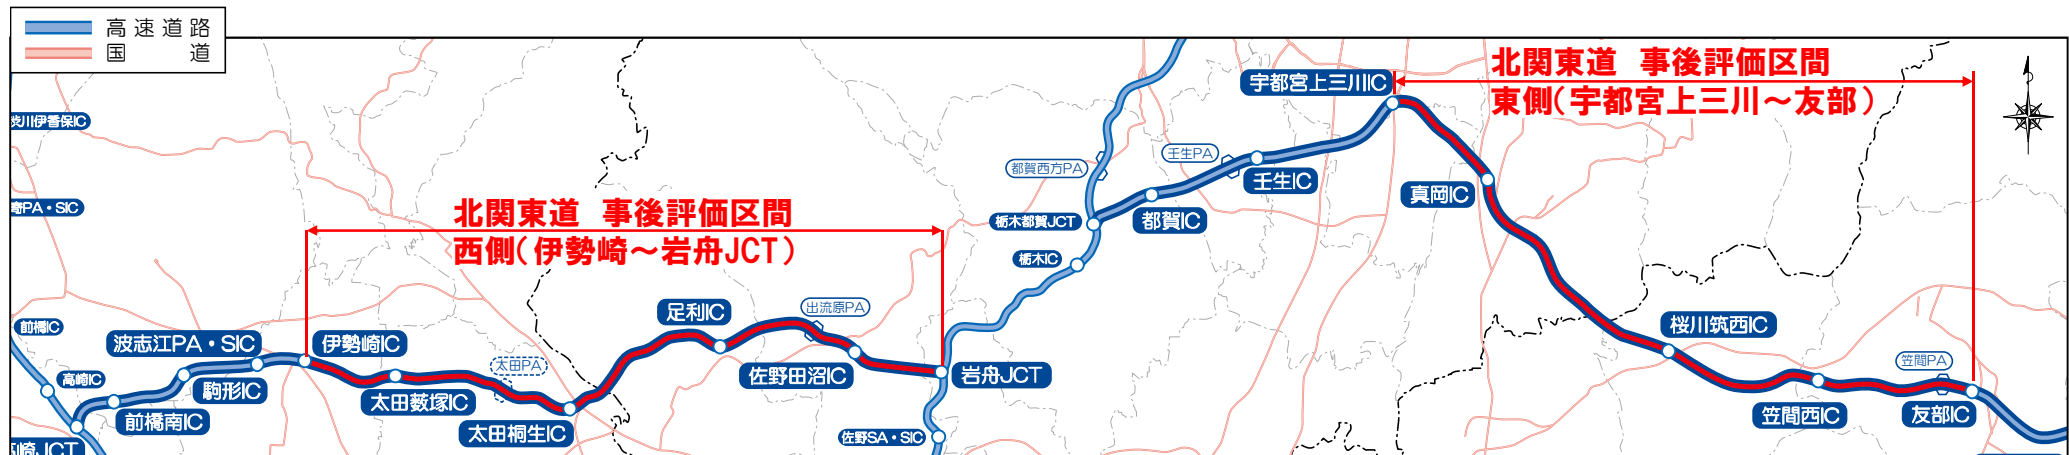 高速道路
国道
北関東道 事後評価区間
東側(宇都宮上三川～友部)
宇都宮上三川IC
渋川伊香保IC
壬生PA
都賀西方PA
壬生IC
真岡IC
PA・SIC
北関東道 事後評価区間
西側(伊勢崎～岩舟JCT)
栃木都賀JCT
都賀IC
栃木IC
出流原PA
足利IC
前橋IC
波志江PA・SIC
伊勢崎IC
桜川筑西IC
太田PA
笠間PA
高崎IC
駒形IC
佐野田沼IC
岩舟JCT
太田藪塚IC
前橋南IC
笠間西IC
友部IC
太田桐生IC
佐野SA・SIC
崎JCT